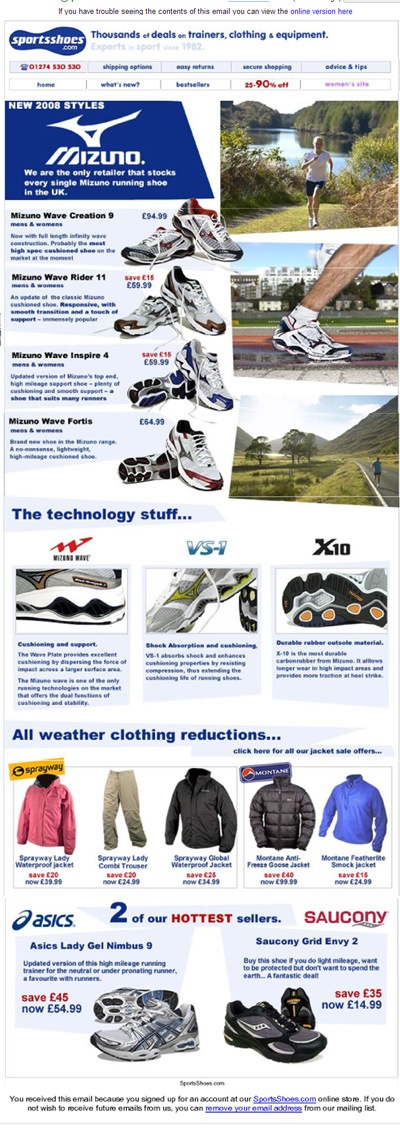 If you have trouble seeing the contents of this email you can view the online version here
sportsshoes
.com
Thousands of deals on trainers, clothing & equipment.
Experts in sport since 1982.
☎01274 530 530
shipping options
easy returns
secure shopping
advice & tips
home
what's new?
bestsellers
25-90% off
women's site
NEW 2008 STYLES
MIZUNO.
We are the only retailer that stocks
every single Mizuno running shoe
in the UK.
Mizuno Wave Creation 9
£94.99
mens & womens
Now with full length infinity wave
construction. Probably the most
high spec cushioned shoe on the
market at the moment
Mizuno Wave Rider 11
save £15
mens & womens
£59.99
An update of the classic Mizuno
cushioned shoe. Responsive, with
smooth transition and a touch of
support – immensely popular
Mizuno Wave Inspire 4
save £15
mens & womens
£59.99
Updated version of Mizuno's top end,
high mileage support shoe – plenty of
cushioning and smooth support – a
shoe that suits many runners
Mizuno Wave Fortis
£64.99
mens & womens
Brand new shoe in the Mizuno range.
A no-nonsense, lightweight,
high-mileage cushioned shoe.
The technology stuff...
MIZUNO WAVE
VS-1
X10
Cushioning and support.
The Wave Plate provides excellent
cushioning by dispersing the force of
impact across a larger surface area.
The Mizuno wave is one of the only
running technologies on the market
that offers the dual functions of
cushioning and stability.
Shock Absorption and cushioning.
VS-1 absorbs shock and enhances
cushioning properties by resisting
compression, thus extending the
cushioning life of running shoes.
Durable rubber outsole material.
X-10 is the most durable
carbonrubber from Mizuno. It alllows
longer wear in high impact areas and
provides more traction at heel strike.
All weather clothing reductions...
click here for all our jacket sale offers...
sprayway
MONTANE
Sprayway Lady
Waterproof jacket
save £20
now £39.99
Sprayway Lady
Combi Trouser
save £20
now £24.99
Sprayway Global
Waterproof Jacket
save £25
now £34.99
Montane Anti-
Freeze Goose Jacket
save £40
now £99.99
Montane Featherlite
Smock jacket
save £15
now £24.99
asics
2 of our HOTTEST sellers.
SAUCONY
Asics Lady Gel Nimbus 9
Updated version of this high mileage running
trainer for the neutral or under pronating runner,
a favourite with runners.
save £45
now £54.99
Saucony Grid Envy 2
Buy this shoe if you do light mileage, want
to be protected but don't want to spend the
earth... A fantastic deal!
save £35
now £14.99
SportsShoes.com
You received this email because you signed up for an account at our SportsShoes.com online store. If you do
not wish to receive future emails from us, you can remove your email address from our mailing list.